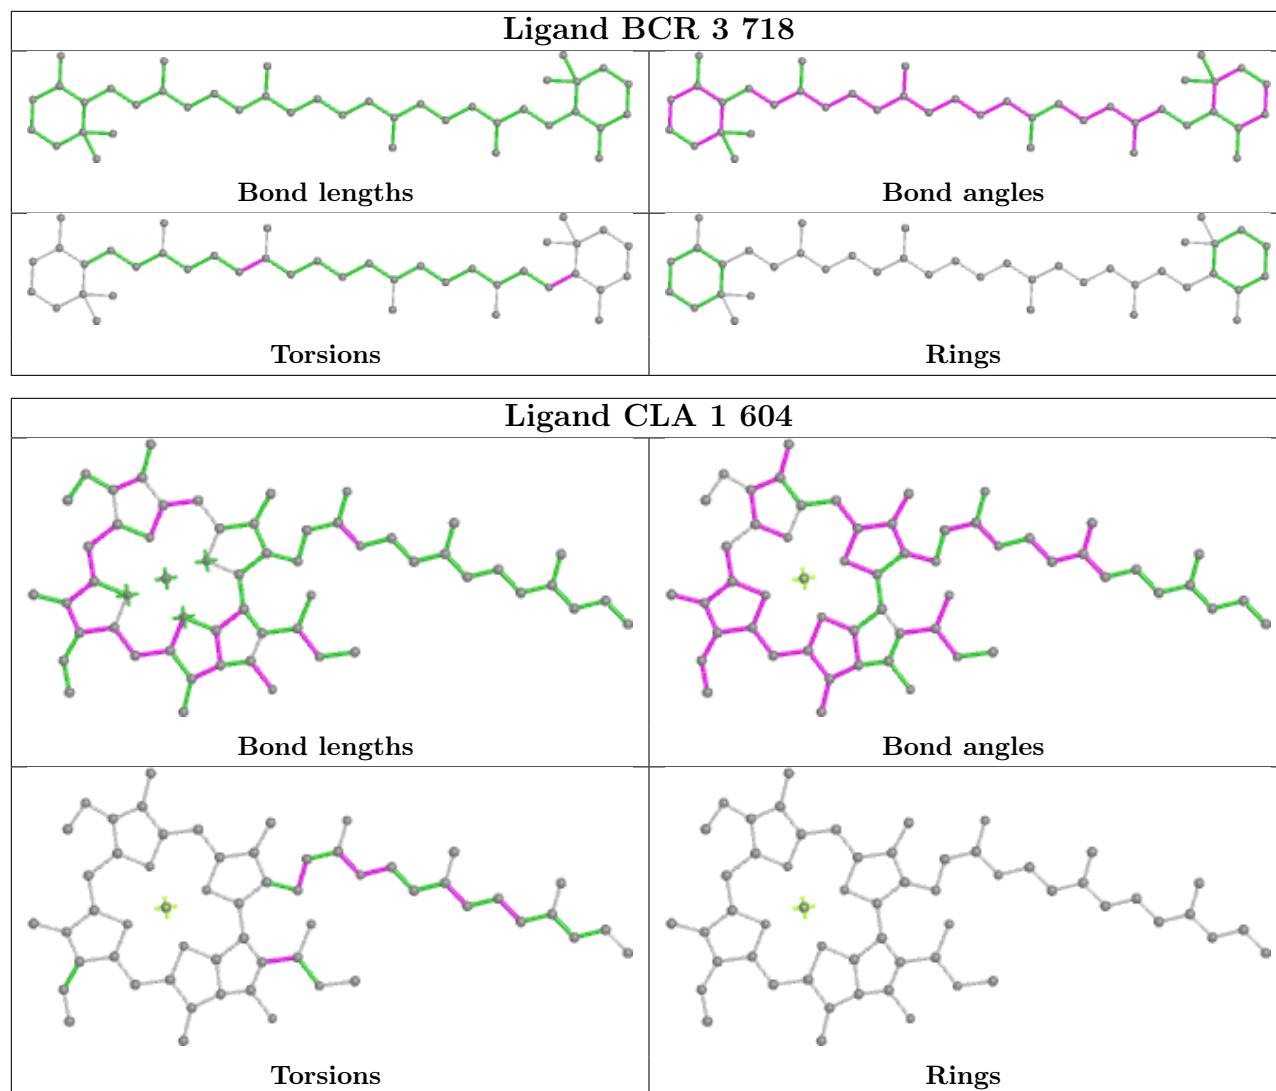 Ligand BCR 3 718
Bond lengths
Bond angles
Torsions
Rings
Ligand CLA 1 604
Bond lengths
Bond angles
Torsions
Rings